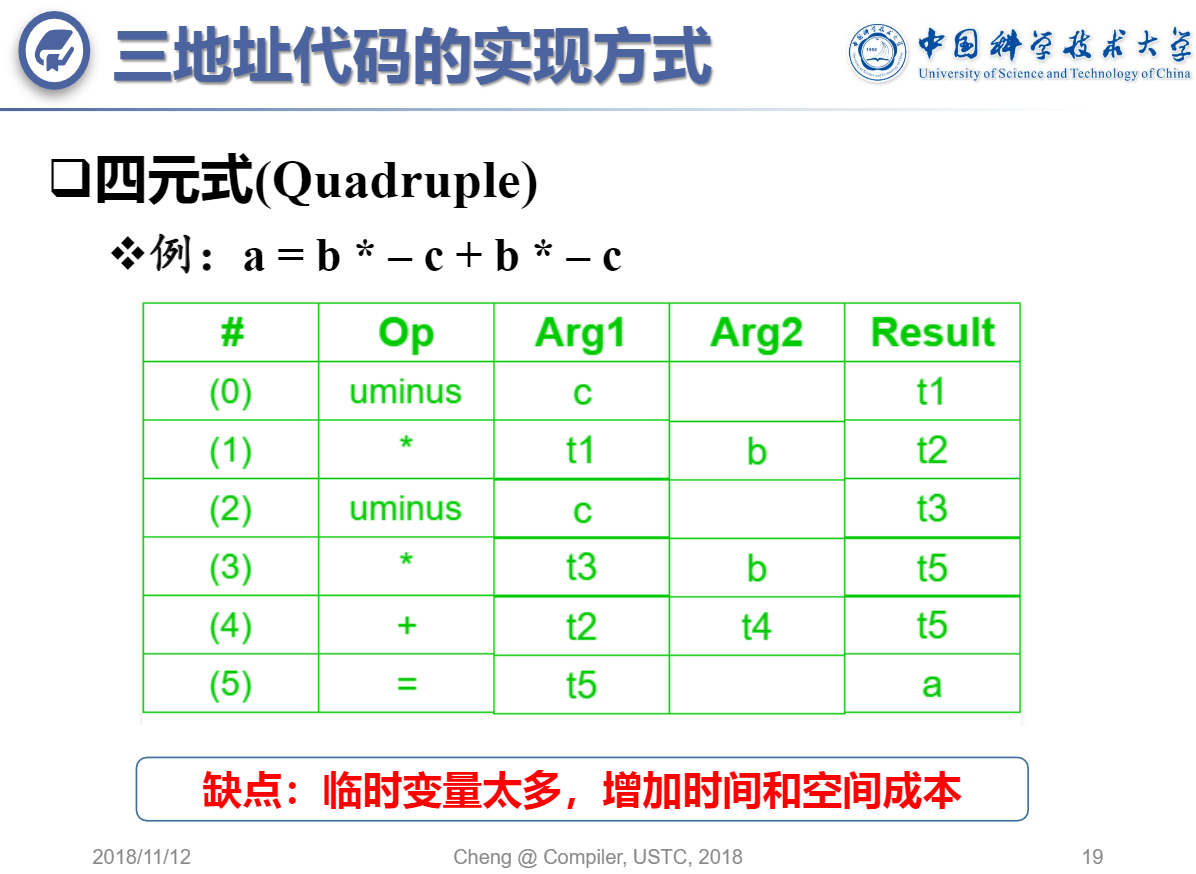 三地址代码的实现方式
中国科学技术大学
University of Science and Technology of China
四元式(Quadruple)
例：a = b * – c + b * – c
# Op Arg1 Arg2 Result
(0) uminus c t1
(1) * t1 b t2
(2) uminus c t3
(3) * t3 b t5
(4) + t2 t4 t5
(5) = t5 a
缺点：临时变量太多，增加时间和空间成本
2018/11/12 Cheng @ Compiler, USTC, 2018 19